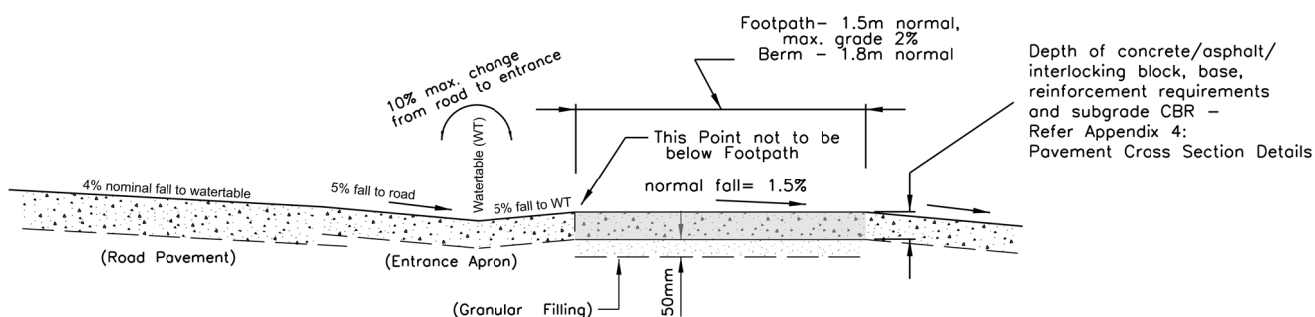 Footpath- 1.5m normal,
max. grade 2%
Berm - 1.8m normal
Depth of concrete/asphalt/
interlocking block, base,
reinforcement requirements
and subgrade CBR -
Refer Appendix 4:
Pavement Cross Section Details
10% max. change
from road to entrance
Watertable (WT)
This Point not to be
below Footpath
normal fall= 1.5%
4% nominal fall to watertable
5% fall to road
5% fall to WT
(Road Pavement)
(Entrance Apron)
(Granular Filling)
50mm